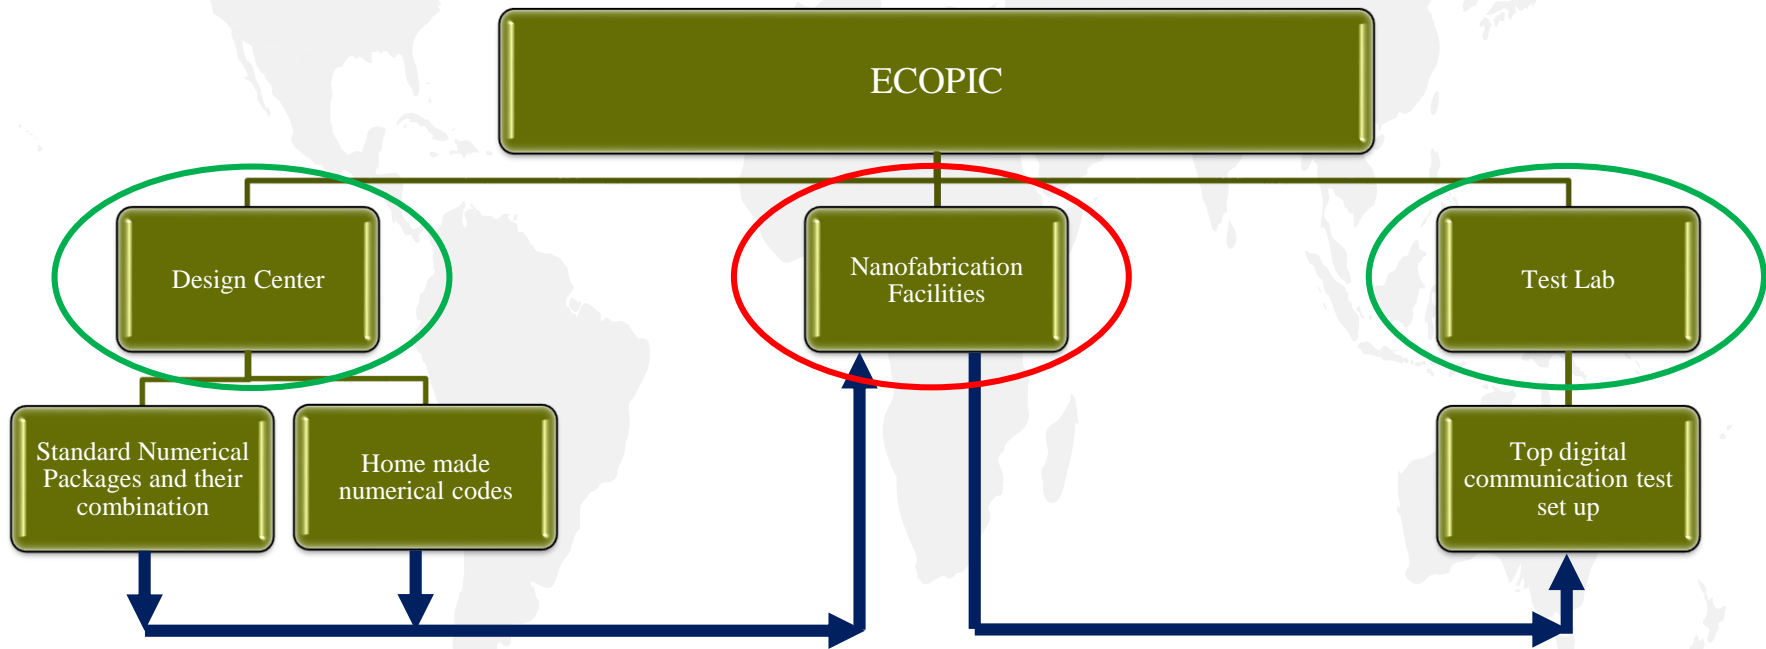 ECOPIC
Design Center
Nanofabrication
Facilities
Test Lab
Standard Numerical
Packages and their
combination
Home made
numerical codes
Top digital
communication test
set up